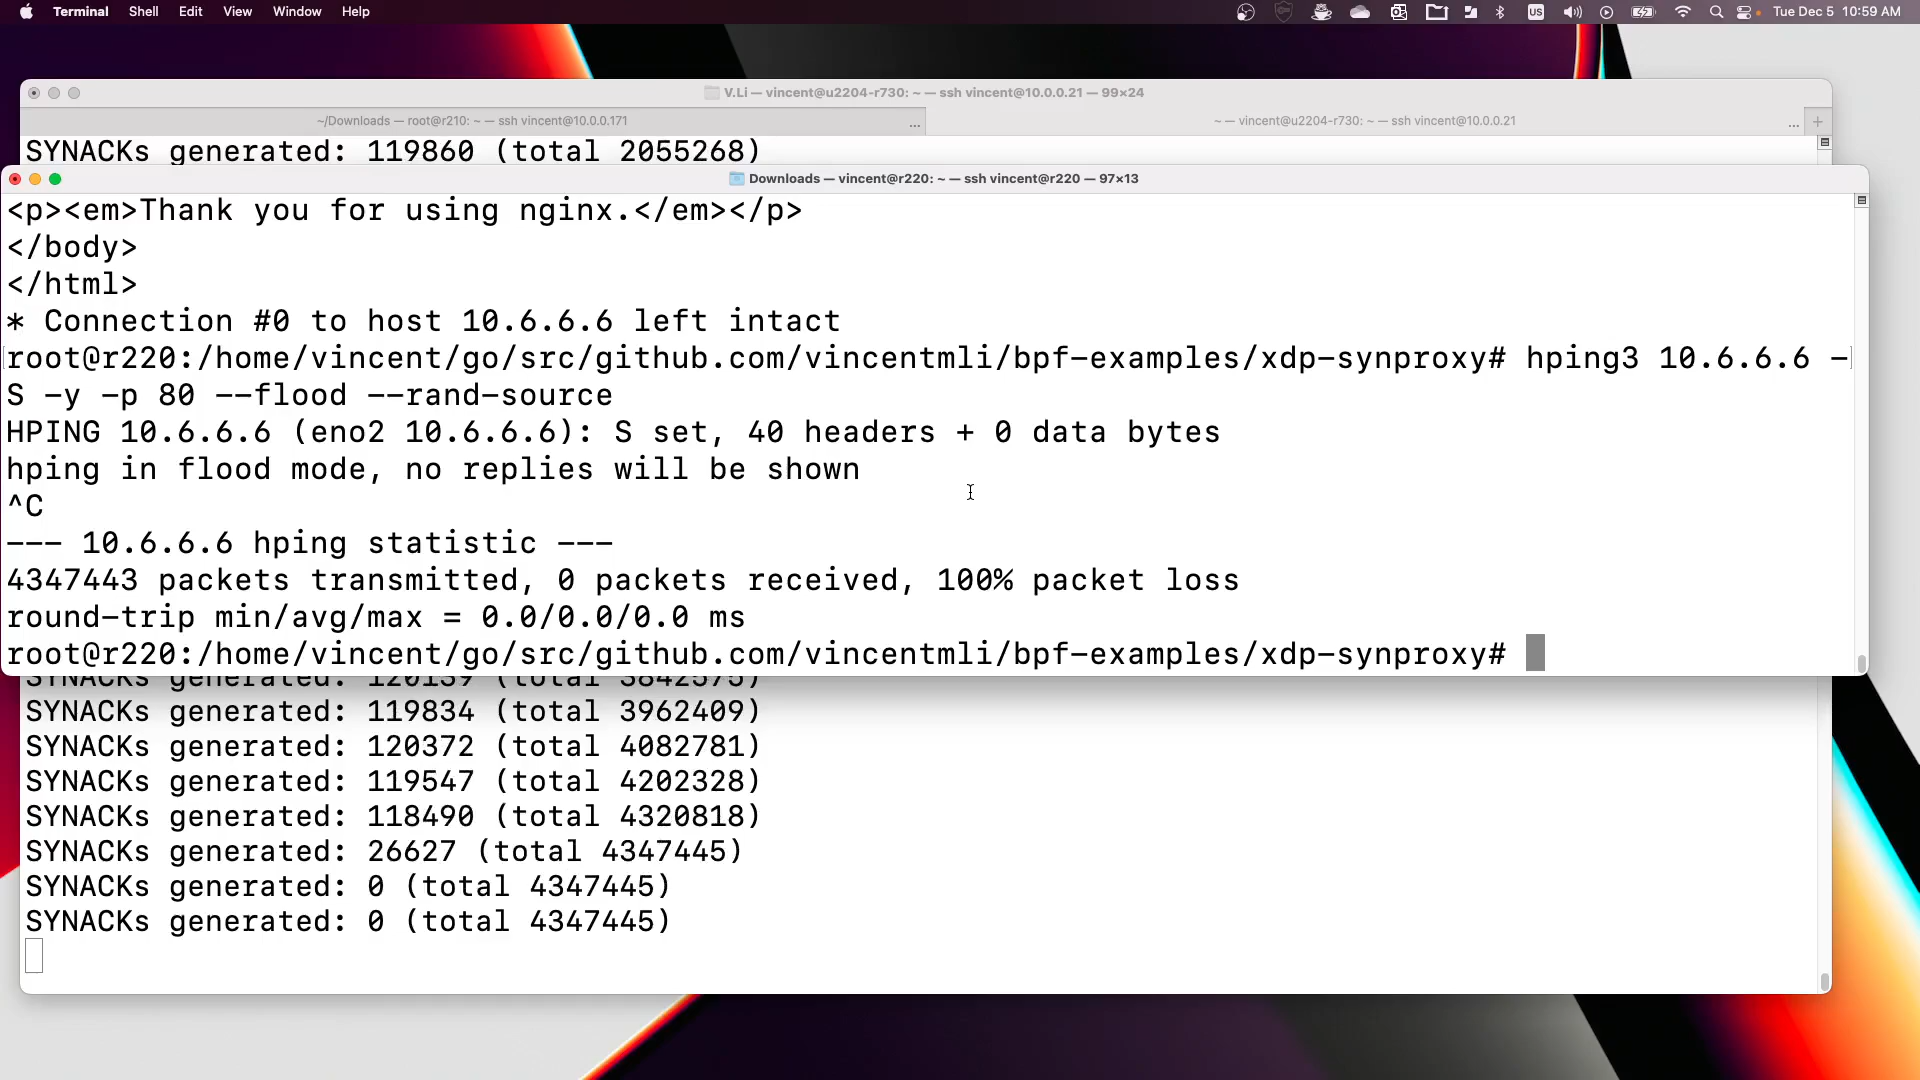 Terminal Shell Edit View Window Help US Tue Dec 5 10:59 AM
V.Li — vincent@u2204-r730: ~ — ssh vincent@10.0.0.21 — 99×24
~/Downloads — root@r210: ~ — ssh vincent@10.0.0.171 ... ~ — vincent@u2204-r730: ~ — ssh vincent@10.0.0.21 ... +
SYNACKs generated: 119860 (total 2055268)
Downloads — vincent@r220: ~ — ssh vincent@r220 — 97×13
<p><em>Thank you for using nginx.</em></p>
</body>
</html>
* Connection #0 to host 10.6.6.6 left intact
root@r220:/home/vincent/go/src/github.com/vincentmli/bpf-examples/xdp-synproxy# hping3 10.6.6.6 -
S -y -p 80 --flood --rand-source
HPING 10.6.6.6 (eno2 10.6.6.6): S set, 40 headers + 0 data bytes
hping in flood mode, no replies will be shown
^C
--- 10.6.6.6 hping statistic ---
4347443 packets transmitted, 0 packets received, 100% packet loss
round-trip min/avg/max = 0.0/0.0/0.0 ms
root@r220:/home/vincent/go/src/github.com/vincentmli/bpf-examples/xdp-synproxy#
SYNACKs generated: 120139 (total 3842575)
SYNACKs generated: 119834 (total 3962409)
SYNACKs generated: 120372 (total 4082781)
SYNACKs generated: 119547 (total 4202328)
SYNACKs generated: 118490 (total 4320818)
SYNACKs generated: 26627 (total 4347445)
SYNACKs generated: 0 (total 4347445)
SYNACKs generated: 0 (total 4347445)